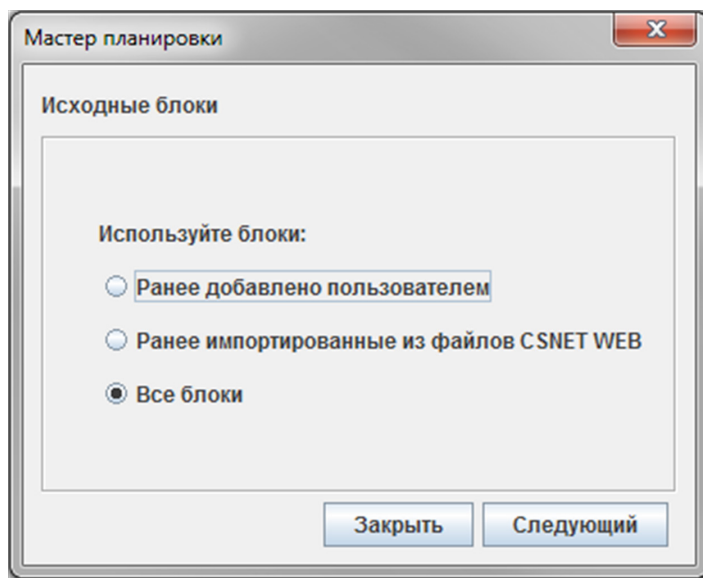 Мастер планировки
Исходные блоки
Используйте блоки:
Ранее добавлено пользователем
Ранее импортированные из файлов CSNET WEB
Все блоки
Закрыть Следующий